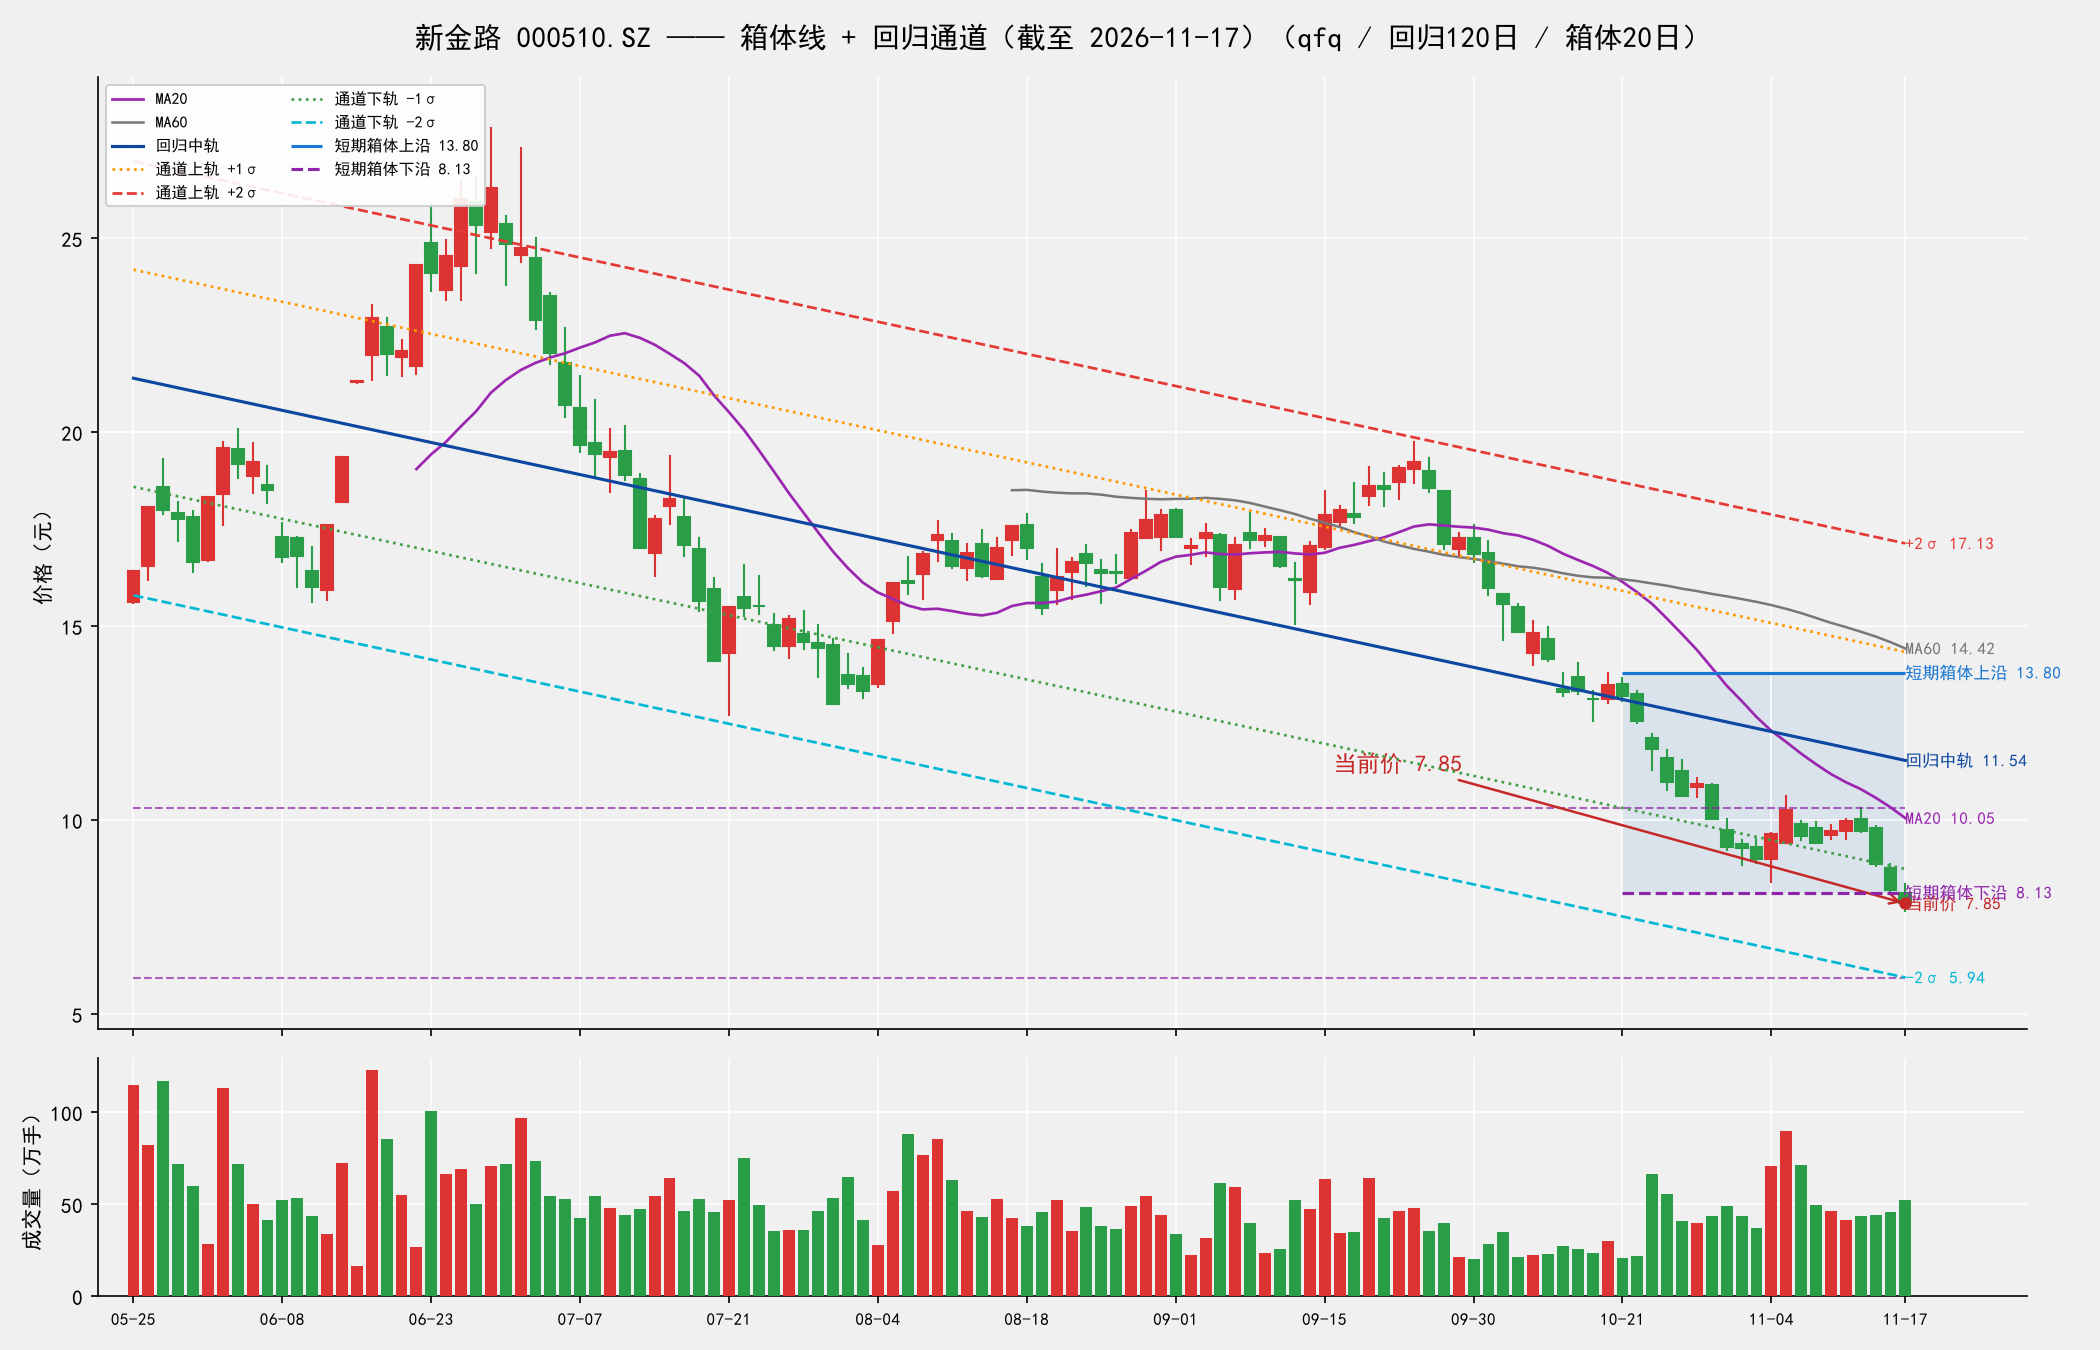 新金路 000510.SZ —— 箱体线 + 回归通道（截至 2026-11-17）（qfq / 回归120日 / 箱体20日）
MA20
MA60
回归中轨
通道上轨 +1σ
通道上轨 +2σ
通道下轨 -1σ
通道下轨 -2σ
短期箱体上沿 13.80
短期箱体下沿 8.13
价格（元）
25
20
15
10
5
+2σ 17.13
MA60 14.42
短期箱体上沿 13.80
当前价 7.85
回归中轨 11.54
MA20 10.05
短期箱体下沿 8.13
当前价 7.85
-2σ 5.94
成交量（万手）
100
50
0
05-25
06-08
06-23
07-07
07-21
08-04
08-18
09-01
09-15
09-30
10-21
11-04
11-17